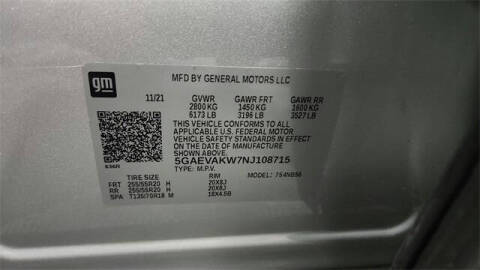 gm
MFD BY GENERAL MOTORS LLC
11/21 GVWR GAWR FRT GAWR RR
2800 KG 1450 KG 1600 KG
6173 LB 3196 LB 3527 LB
THIS VEHICLE CONFORMS TO ALL
APPLICABLE U.S. FEDERAL MOTOR
VEHICLE SAFETY STANDARDS IN EFFECT
ON THE DATE OF MANUFACTURE
SHOWN ABOVE.
5GAEVAKW7NJ108715
TYPE: M.P.V.
TIRE SIZE RIM MODEL:
FRT 255/55R20 H 20X8J
RR 255/55R20 H 20X8J
SPA T135/70R18 M 18X4.5B